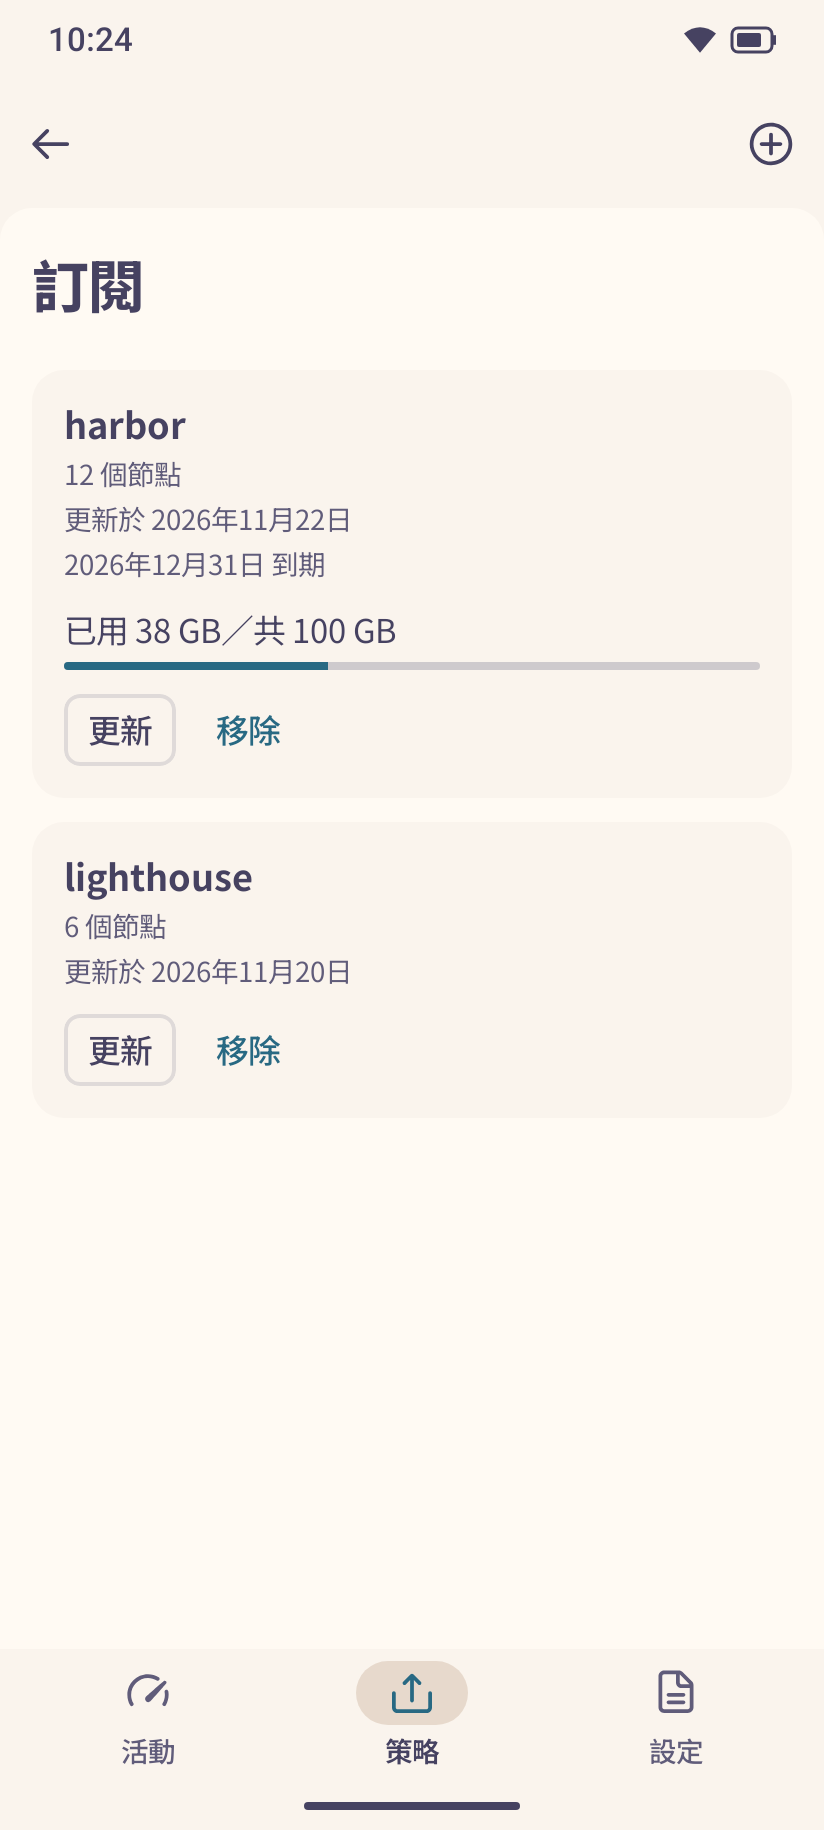 10:24
訂閱
harbor
12 個節點
更新於 2026年11月22日
2026年12月31日 到期
已用 38 GB／共 100 GB
更新 移除
lighthouse
6 個節點
更新於 2026年11月20日
更新 移除
活動 策略 設定